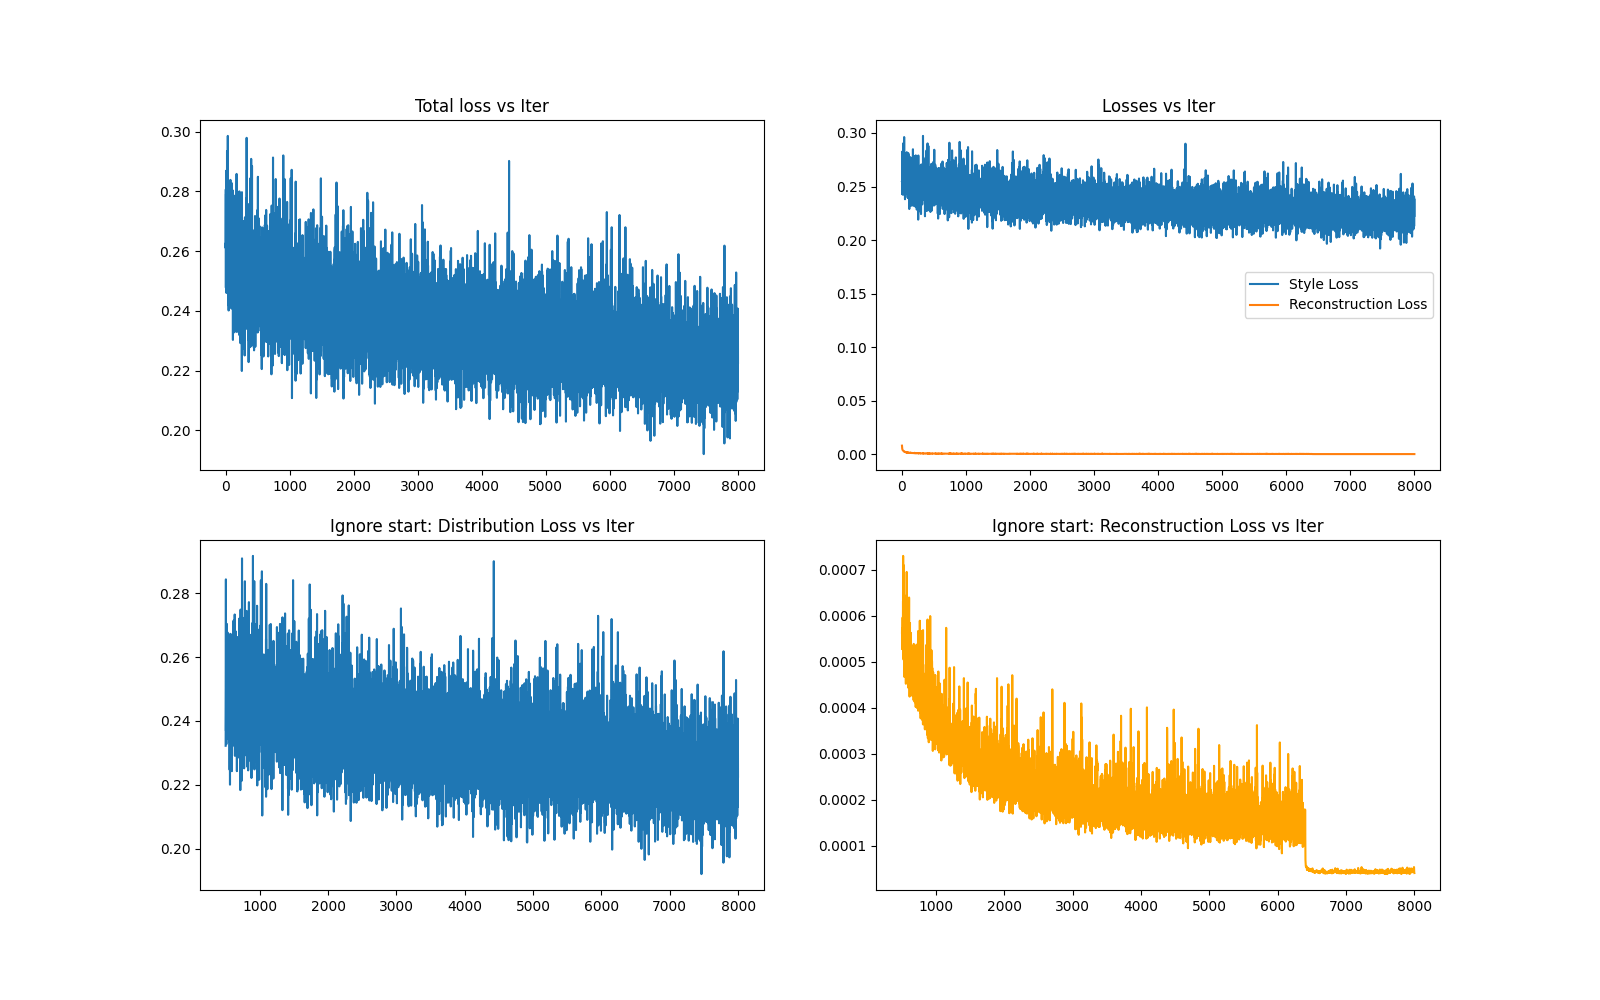 Total loss vs Iter
0.30
0.28
0.26
0.24
0.22
0.20
0 1000 2000 3000 4000 5000 6000 7000 8000
Losses vs Iter
0.30
0.25
0.20
0.15
0.10
0.05
0.00
Style Loss
Reconstruction Loss
0 1000 2000 3000 4000 5000 6000 7000 8000
Ignore start: Distribution Loss vs Iter
0.28
0.26
0.24
0.22
0.20
1000 2000 3000 4000 5000 6000 7000 8000
Ignore start: Reconstruction Loss vs Iter
0.0007
0.0006
0.0005
0.0004
0.0003
0.0002
0.0001
1000 2000 3000 4000 5000 6000 7000 8000